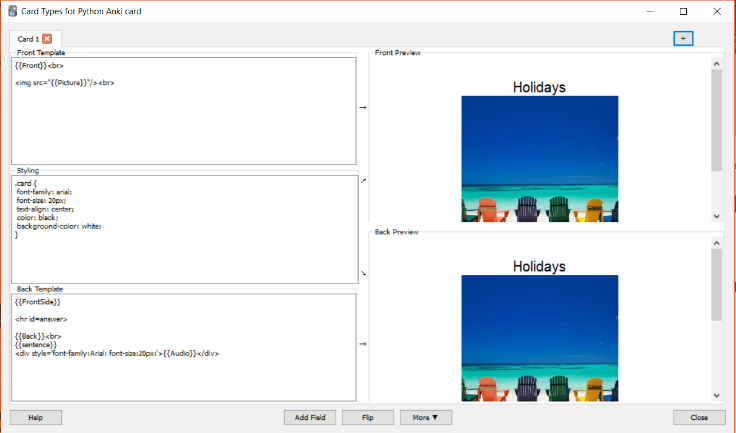 Card Types for Python Anki card
Card 1
+
Front Template
{{Front}}<br>
<img src="{{Picture}}"/><br>
Styling
.card {
font-family: arial;
font-size: 20px;
text-align: center;
color: black;
background-color: white;
}
Back Template
{{FrontSide}}
<hr id=answer>
{{Back}}<br>
{{sentence}}
<div style='font-family:Arial; font-size:20px;'>{{Audio}}</div>
Front Preview
Holidays
Back Preview
Holidays
Help
Add Field
Flip
More ▼
Close